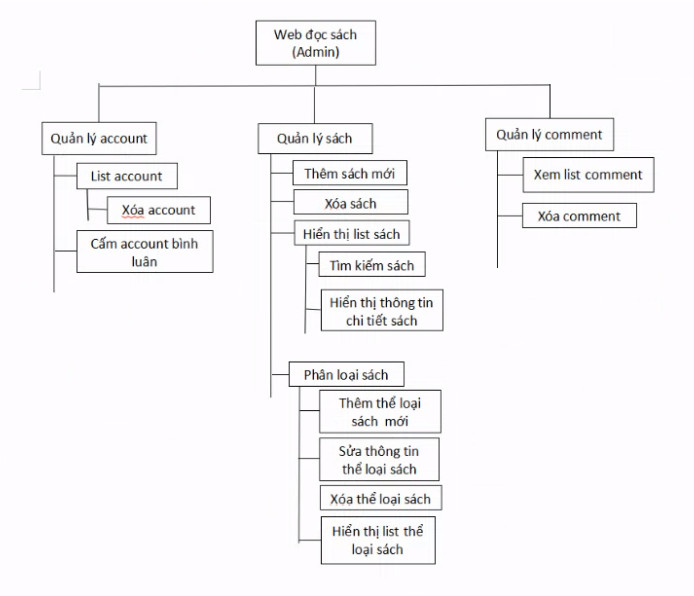 Web đọc sách
(Admin)
Quản lý account
List account
Xóa account
Cấm account bình
luân
Quản lý sách
Thêm sách mới
Xóa sách
Hiển thị list sách
Tìm kiếm sách
Hiển thị thông tin
chi tiết sách
Phân loại sách
Thêm thể loại
sách mới
Sửa thông tin
thể loại sách
Xóa thể loại sách
Hiển thị list thể
loại sách
Quản lý comment
Xem list comment
Xóa comment